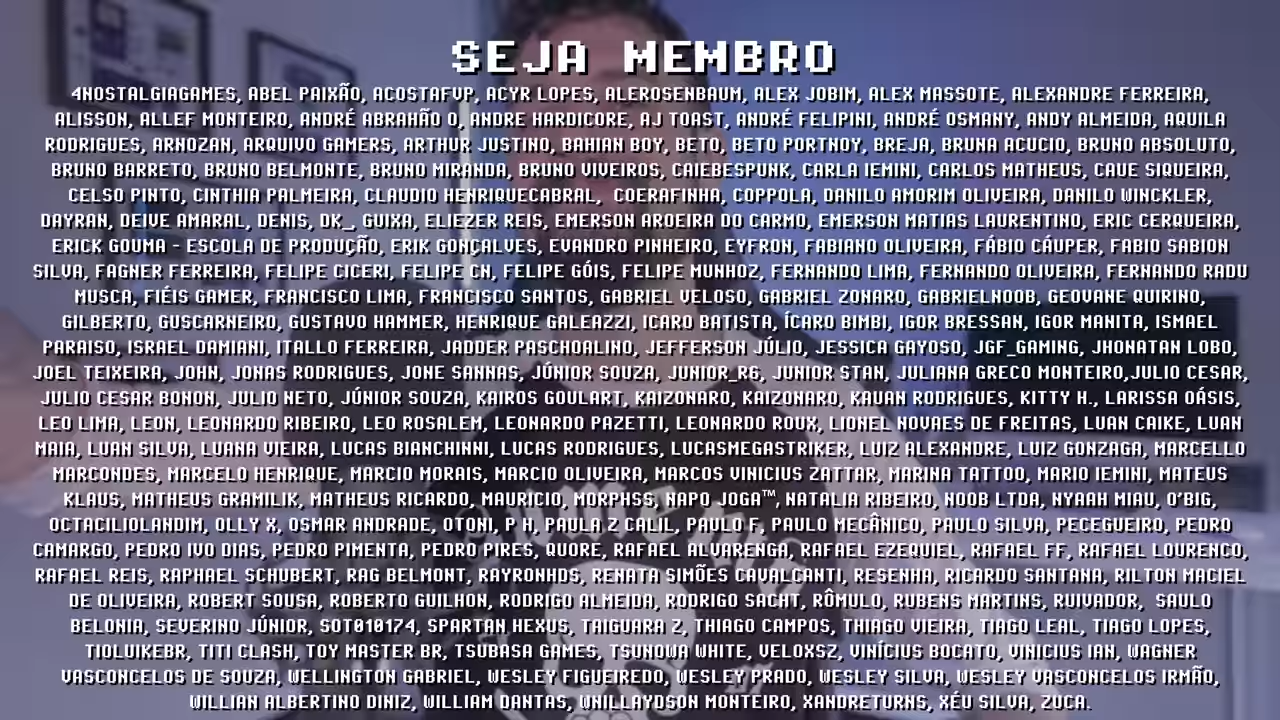 SEJA MEMBRO
4NOSTALGIAGAMES, ABEL PAIXÃO, ACOSTAFVP, ACYR LOPES, ALEROSENBAUM, ALEX JOBIM, ALEX MASSOTE, ALEXANDRE FERREIRA,
ALISSON, ALLEF MONTEIRO, ANDRÉ ABRAHÃO O, ANDRE HARDICORE, AJ TOAST, ANDRÉ FELIPINI, ANDRÉ OSMANY, ANDY ALMEIDA, AQUILA
RODRIGUES, ARNOZAN, ARQUIVO GAMERS, ARTHUR JUSTINO, BAHIAN BOY, BETO, BETO PORTNOY, BREJA, BRUNA ACUCIO, BRUNO ABSOLUTO,
BRUNO BARRETO, BRUNO BELMONTE, BRUNO MIRANDA, BRUNO VIVEIROS, CAIEBESPUNK, CARLA IEMINI, CARLOS MATHEUS, CAUE SIQUEIRA,
CELSO PINTO, CINTHIA PALMEIRA, CLAUDIO HENRIQUECABRAL, COERAFINHA, COPPOLA, DANILO AMORIM OLIVEIRA, DANILO WINCKLER,
DAYRAN, DEIVE AMARAL, DENIS, DK_ GUIXA, ELIEZER REIS, EMERSON AROEIRA DO CARMO, EMERSON MATIAS LAURENTINO, ERIC CERQUEIRA,
ERICK GOUMA - ESCOLA DE PRODUÇÃO, ERIK GONÇALVES, EVANDRO PINHEIRO, EYFRON, FABIANO OLIVEIRA, FÁBIO CÁUPER, FABIO SABION
SILVA, FAGNER FERREIRA, FELIPE CICERI, FELIPE CN, FELIPE GÓIS, FELIPE MUNHOZ, FERNANDO LIMA, FERNANDO OLIVEIRA, FERNANDO RADU
MUSCA, FIÉIS GAMER, FRANCISCO LIMA, FRANCISCO SANTOS, GABRIEL VELOSO, GABRIEL ZONARO, GABRIELNOOB, GEOVANE QUIRINO,
GILBERTO, GUSCARNEIRO, GUSTAVO HAMMER, HENRIQUE GALEAZZI, ICARO BATISTA, ÍCARO BIMBI, IGOR BRESSAN, IGOR MANITA, ISMAEL
PARAISO, ISRAEL DAMIANI, ITALLO FERREIRA, JADDER PASCHOALINO, JEFFERSON JÚLIO, JESSICA GAYOSO, JGF_GAMING, JHONATAN LOBO,
JOEL TEIXEIRA, JOHN, JONAS RODRIGUES, JONE SANNAS, JÚNIOR SOUZA, JUNIOR_R6, JUNIOR STAN, JULIANA GRECO MONTEIRO,JULIO CESAR,
JULIO CESAR BONON, JULIO NETO, JÚNIOR SOUZA, KAIROS GOULART, KAIZONARO, KAIZONARO, KAUAN RODRIGUES, KITTY H., LARISSA OÁSIS,
LEO LIMA, LEON, LEONARDO RIBEIRO, LEO ROSALEM, LEONARDO PAZETTI, LEONARDO ROUX, LIONEL NOVAES DE FREITAS, LUAN CAIKE, LUAN
MAIA, LUAN SILVA, LUANA VIEIRA, LUCAS BIANCHINNI, LUCAS RODRIGUES, LUCASMEGASTRIKER, LUIZ ALEXANDRE, LUIZ GONZAGA, MARCELLO
MARCONDES, MARCELO HENRIQUE, MARCIO MORAIS, MARCIO OLIVEIRA, MARCOS VINICIUS ZATTAR, MARINA TATTOO, MARIO IEMINI, MATEUS
KLAUS, MATHEUS GRAMILIK, MATHEUS RICARDO, MAURÍCIO, MORPHSS, NAPO JOGA™, NATALIA RIBEIRO, NOOB LTDA, NYAAH MIAU, O'BIG,
OCTACILIOLANDIM, OLLY X, OSMAR ANDRADE, OTONI, P H, PAULA Z CALIL, PAULO F, PAULO MECÂNICO, PAULO SILVA, PECEGUEIRO, PEDRO
CAMARGO, PEDRO IVO DIAS, PEDRO PIMENTA, PEDRO PIRES, QUORE, RAFAEL ALVARENGA, RAFAEL EZEQUIEL, RAFAEL FF, RAFAEL LOURENCO,
RAFAEL REIS, RAPHAEL SCHUBERT, RAG BELMONT, RAYRONHDS, RENATA SIMÕES CAVALCANTI, RESENHA, RICARDO SANTANA, RILTON MACIEL
DE OLIVEIRA, ROBERT SOUSA, ROBERTO GUILHON, RODRIGO ALMEIDA, RODRIGO SACHT, RÔMULO, RUBENS MARTINS, RUIVADOR, SAULO
BELONIA, SEVERINO JÚNIOR, SOT010174, SPARTAN HEXUS, TAIGUARA Z, THIAGO CAMPOS, THIAGO VIEIRA, TIAGO LEAL, TIAGO LOPES,
TIOLUIKEBR, TITI CLASH, TOY MASTER BR, TSUBASA GAMES, TSUNOWA WHITE, VELOXSZ, VINÍCIUS BOCATO, VINICIUS IAN, WAGNER
VASCONCELOS DE SOUZA, WELLINGTON GABRIEL, WESLEY FIGUEIREDO, WESLEY PRADO, WESLEY SILVA, WESLEY VASCONCELOS IRMÃO,
WILLIAN ALBERTINO DINIZ, WILLIAM DANTAS, WNILLAYDSON MONTEIRO, XANDRETURNS, XÉU SILVA, ZUCA.